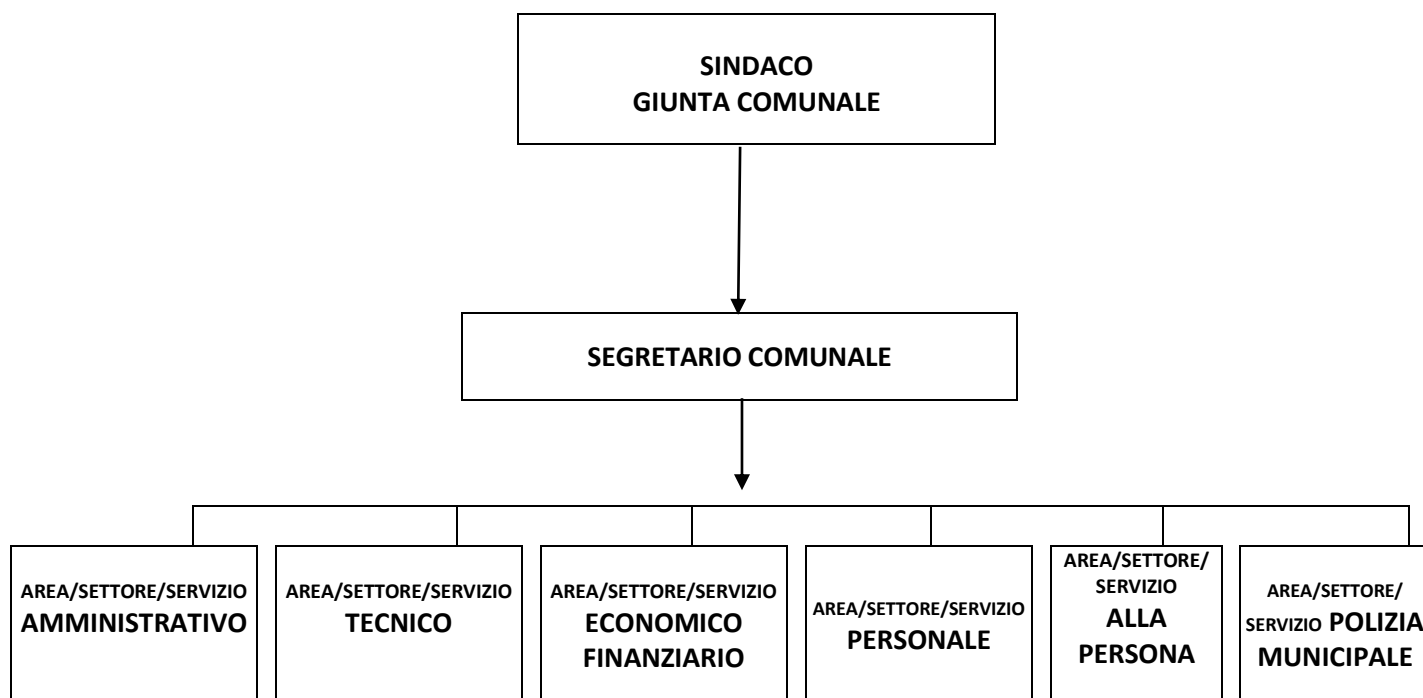 SINDACO
GIUNTA COMUNALE
SEGRETARIO COMUNALE
AREA/SETTORE/SERVIZIO
AMMINISTRATIVO
AREA/SETTORE/SERVIZIO
TECNICO
AREA/SETTORE/SERVIZIO
ECONOMICO
FINANZIARIO
AREA/SETTORE/SERVIZIO
PERSONALE
AREA/SETTORE/
SERVIZIO
ALLA
PERSONA
AREA/SETTORE/
SERVIZIO POLIZIA
MUNICIPALE